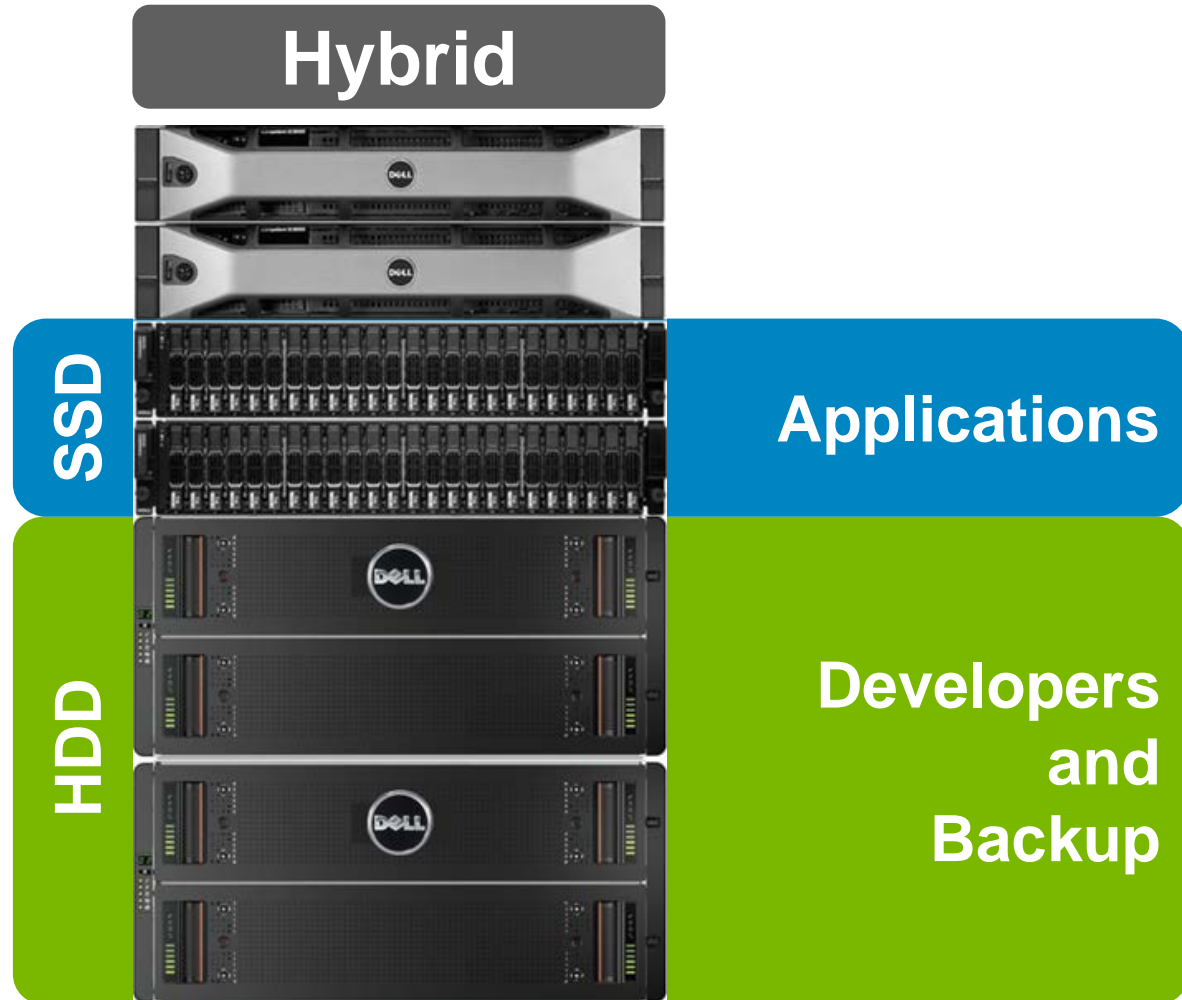 Hybrid
DELL
DELL
SSD
Applications
DELL
HDD
Developers
and
Backup
DELL